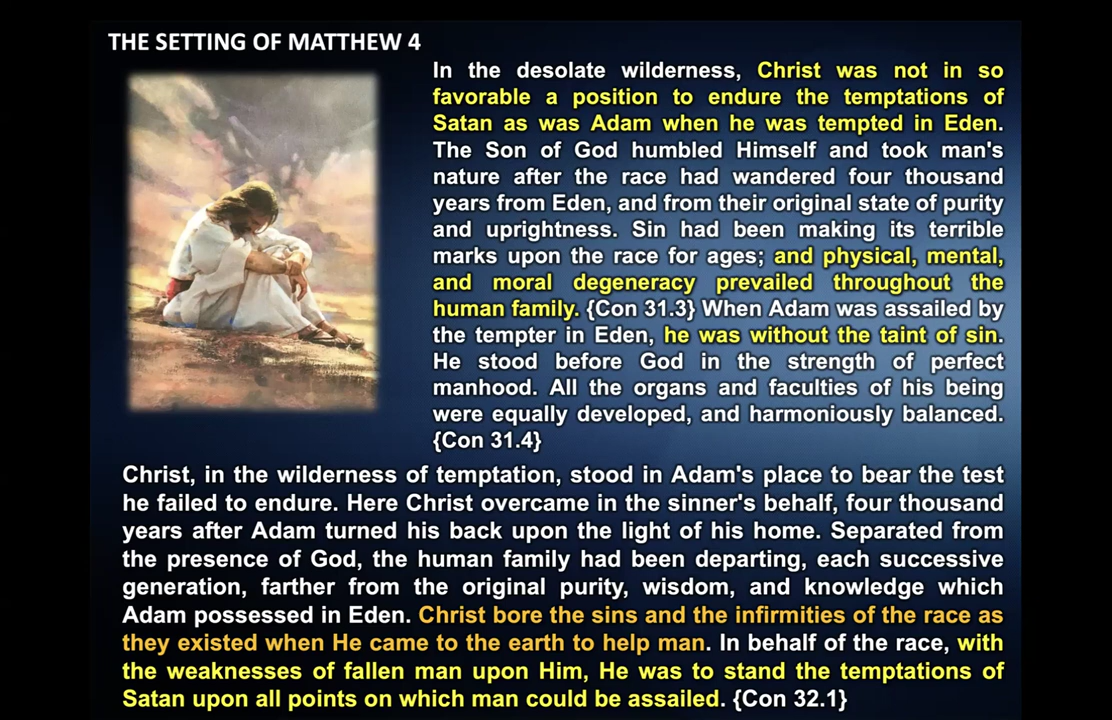 THE SETTING OF MATTHEW 4
In the desolate wilderness, Christ was not in so
favorable a position to endure the temptations of
Satan as was Adam when he was tempted in Eden.
The Son of God humbled Himself and took man's
nature after the race had wandered four thousand
years from Eden, and from their original state of purity
and uprightness. Sin had been making its terrible
marks upon the race for ages; and physical, mental,
and moral degeneracy prevailed throughout the
human family. {Con 31.3} When Adam was assailed by
the tempter in Eden, he was without the taint of sin.
He stood before God in the strength of perfect
manhood. All the organs and faculties of his being
were equally developed, and harmoniously balanced.
{Con 31.4}
Christ, in the wilderness of temptation, stood in Adam's place to bear the test
he failed to endure. Here Christ overcame in the sinner's behalf, four thousand
years after Adam turned his back upon the light of his home. Separated from
the presence of God, the human family had been departing, each successive
generation, farther from the original purity, wisdom, and knowledge which
Adam possessed in Eden. Christ bore the sins and the infirmities of the race as
they existed when He came to the earth to help man. In behalf of the race, with
the weaknesses of fallen man upon Him, He was to stand the temptations of
Satan upon all points on which man could be assailed. {Con 32.1}